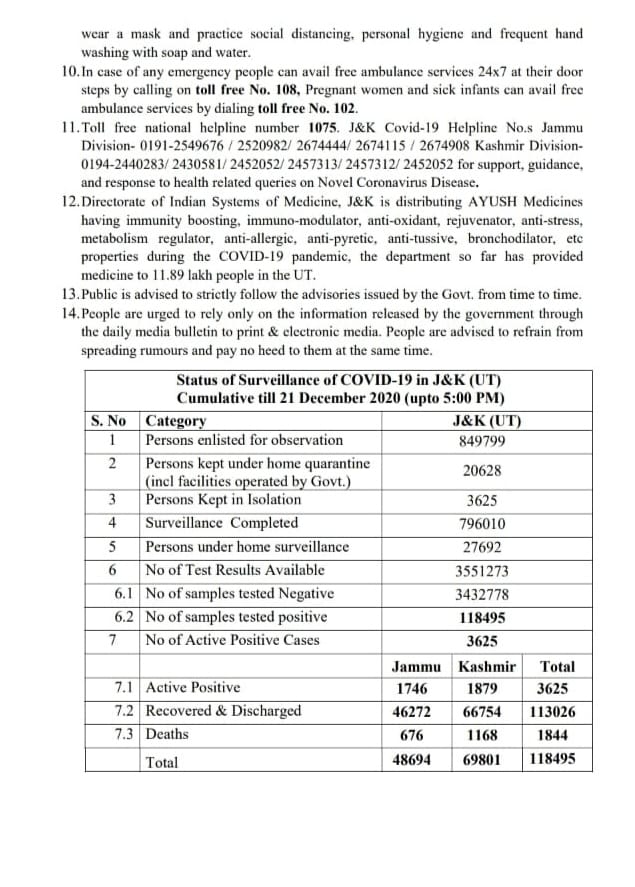 wear a mask and practice social distancing, personal hygiene and frequent hand
washing with soap and water.
10. In case of any emergency people can avail free ambulance services 24x7 at their door
steps by calling on toll free No. 108, Pregnant women and sick infants can avail free
ambulance services by dialing toll free No. 102.
11. Toll free national helpline number 1075. J&K Covid-19 Helpline No.s Jammu
Division- 0191-2549676 / 2520982/ 2674444/ 2674115 / 2674908 Kashmir Division-
0194-2440283/ 2430581/ 2452052/ 2457313/ 2457312/ 2452052 for support, guidance,
and response to health related queries on Novel Coronavirus Disease.
12. Directorate of Indian Systems of Medicine, J&K is distributing AYUSH Medicines
having immunity boosting, immuno-modulator, anti-oxidant, rejuvenator, anti-stress,
metabolism regulator, anti-allergic, anti-pyretic, anti-tussive, bronchodilator, etc
properties during the COVID-19 pandemic, the department so far has provided
medicine to 11.89 lakh people in the UT.
13. Public is advised to strictly follow the advisories issued by the Govt. from time to time.
14. People are urged to rely only on the information released by the government through
the daily media bulletin to print & electronic media. People are advised to refrain from
spreading rumours and pay no heed to them at the same time.
Status of Surveillance of COVID-19 in J&K (UT)
Cumulative till 21 December 2020 (upto 5:00 PM)
S. No Category J&K (UT)
1 Persons enlisted for observation 849799
2 Persons kept under home quarantine
(incl facilities operated by Govt.) 20628
3 Persons Kept in Isolation 3625
4 Surveillance Completed 796010
5 Persons under home surveillance 27692
6 No of Test Results Available 3551273
6.1 No of samples tested Negative 3432778
6.2 No of samples tested positive 118495
7 No of Active Positive Cases 3625
Jammu Kashmir Total
7.1 Active Positive 1746 1879 3625
7.2 Recovered & Discharged 46272 66754 113026
7.3 Deaths 676 1168 1844
Total 48694 69801 118495